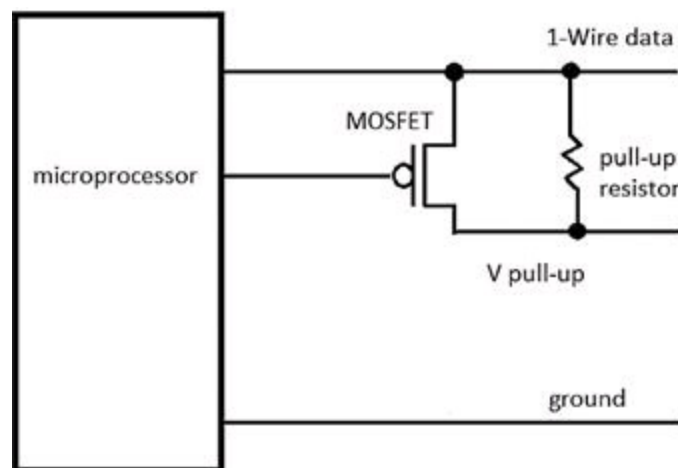 1-Wire data
MOSFET
microprocessor
pull-up
resistor
V pull-up
ground